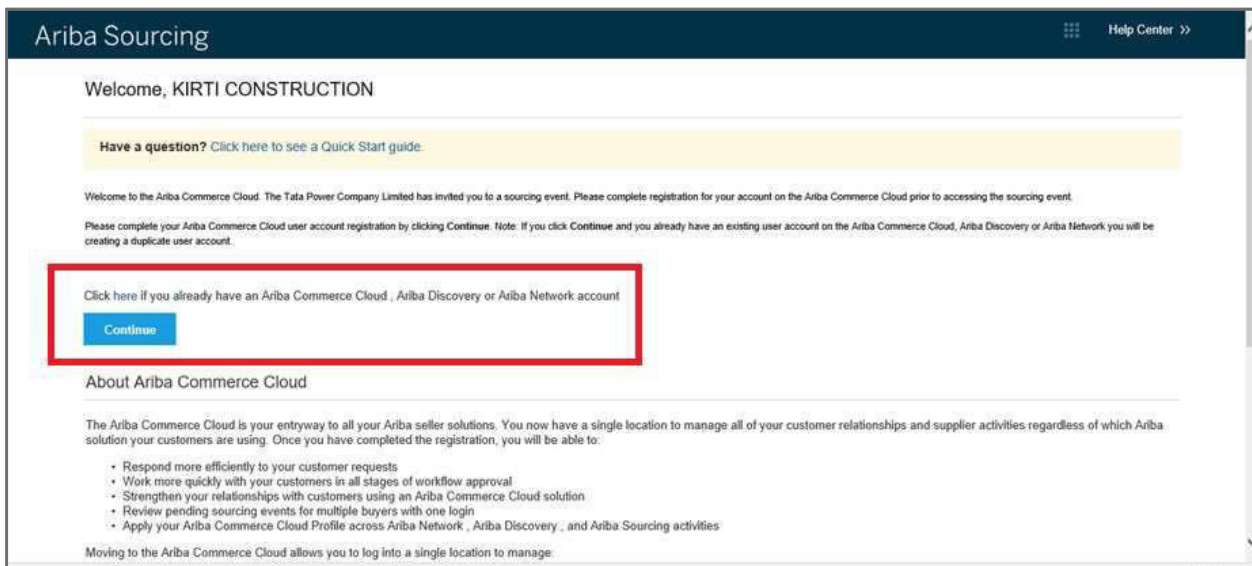 Ariba Sourcing
Help Center »
Welcome, KIRTI CONSTRUCTION
Have a question? Click here to see a Quick Start guide.
Welcome to the Ariba Commerce Cloud. The Tata Power Company Limited has invited you to a sourcing event. Please complete registration for your account on the Ariba Commerce Cloud prior to accessing the sourcing event.
Please complete your Ariba Commerce Cloud user account registration by clicking Continue. Note: If you click Continue and you already have an existing user account on the Ariba Commerce Cloud, Ariba Discovery or Ariba Network you will be
creating a duplicate user account.
Click here if you already have an Ariba Commerce Cloud , Ariba Discovery or Ariba Network account
Continue
About Ariba Commerce Cloud
The Ariba Commerce Cloud is your entryway to all your Ariba seller solutions. You now have a single location to manage all of your customer relationships and supplier activities regardless of which Ariba
solution your customers are using. Once you have completed the registration, you will be able to:
• Respond more efficiently to your customer requests
• Work more quickly with your customers in all stages of workflow approval
• Strengthen your relationships with customers using an Ariba Commerce Cloud solution
• Review pending sourcing events for multiple buyers with one login
• Apply your Ariba Commerce Cloud Profile across Ariba Network , Ariba Discovery , and Ariba Sourcing activities
Moving to the Ariba Commerce Cloud allows you to log into a single location to manage: